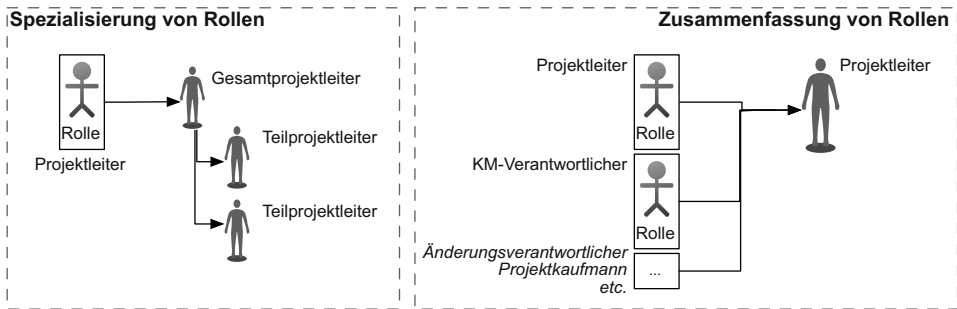 Spezialisierung von Rollen
Gesamtprojektleiter
Rolle
Projektleiter
Teilprojektleiter
Teilprojektleiter
Zusammenfassung von Rollen
Projektleiter
Projektleiter
Rolle
KM-Verantwortlicher
Rolle
Änderungsverantwortlicher
Projektkaufmann
etc.
...